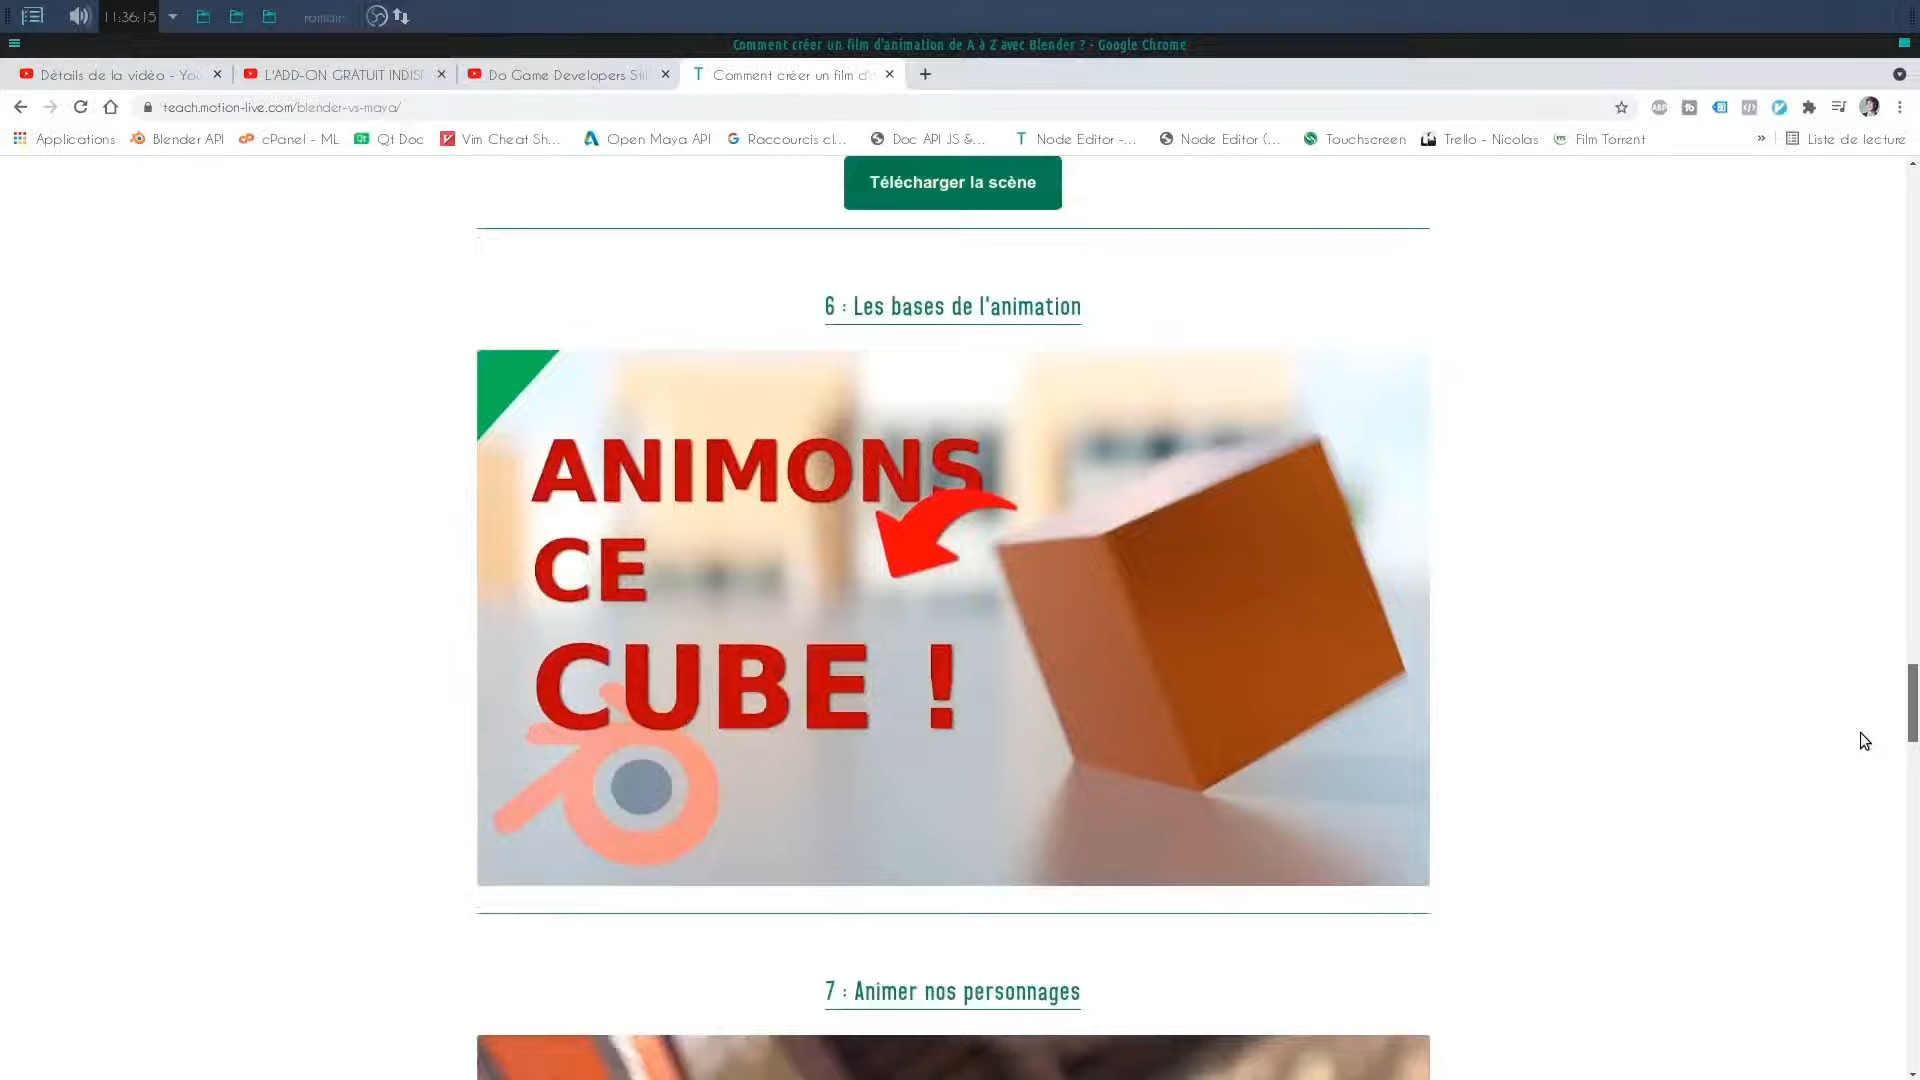 11:36:15
romain
Comment créer un film d'animation de A à Z avec Blender ? - Google Chrome
Détails de la vidéo - You
L'ADD-ON GRATUIT INDIS
Do Game Developers Still
Comment créer un film d'a
teach.motion-live.com/blender-vs-maya/
Applications
Blender API
cPanel - ML
Qt Doc
Vim Cheat Sh...
Open Maya API
Raccourcis cl...
Doc API JS &...
Node Editor -...
Node Editor (...
Touchscreen
Trello - Nicolas
Film Torrent
»
Liste de lecture
Télécharger la scène
6 : Les bases de l'animation
ANIMONS
CE
CUBE !
7 : Animer nos personnages